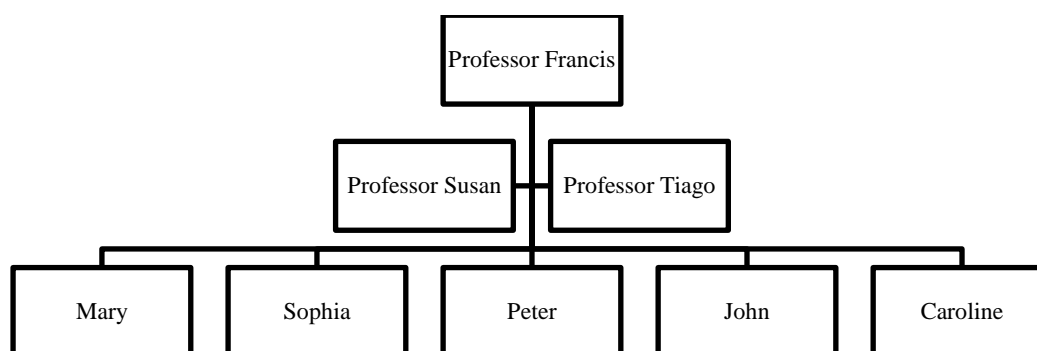 Professor Francis
Professor Susan
Professor Tiago
Mary
Sophia
Peter
John
Caroline